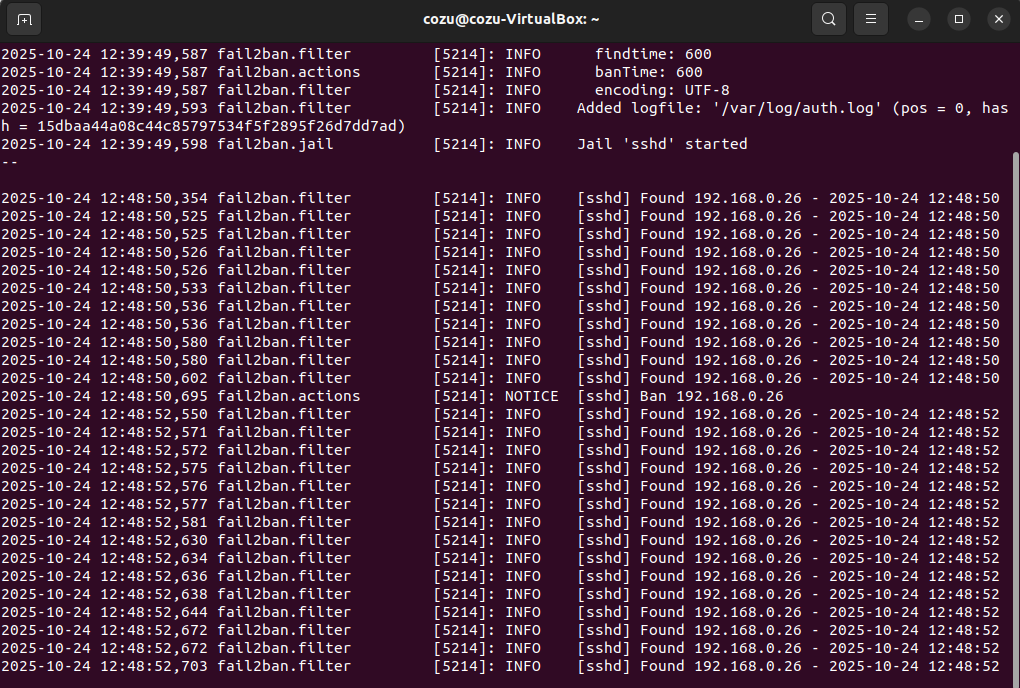 cozu@cozu-VirtualBox: ~
2025-10-24 12:39:49,587 fail2ban.filter         [5214]: INFO      findtime: 600
2025-10-24 12:39:49,587 fail2ban.actions        [5214]: INFO      banTime: 600
2025-10-24 12:39:49,587 fail2ban.filter         [5214]: INFO      encoding: UTF-8
2025-10-24 12:39:49,593 fail2ban.filter         [5214]: INFO    Added logfile: '/var/log/auth.log' (pos = 0, has
h = 15dbaa44a08c44c85797534f5f2895f26d7dd7ad)
2025-10-24 12:39:49,598 fail2ban.jail           [5214]: INFO    Jail 'sshd' started
--
2025-10-24 12:48:50,354 fail2ban.filter         [5214]: INFO    [sshd] Found 192.168.0.26 - 2025-10-24 12:48:50
2025-10-24 12:48:50,525 fail2ban.filter         [5214]: INFO    [sshd] Found 192.168.0.26 - 2025-10-24 12:48:50
2025-10-24 12:48:50,525 fail2ban.filter         [5214]: INFO    [sshd] Found 192.168.0.26 - 2025-10-24 12:48:50
2025-10-24 12:48:50,526 fail2ban.filter         [5214]: INFO    [sshd] Found 192.168.0.26 - 2025-10-24 12:48:50
2025-10-24 12:48:50,526 fail2ban.filter         [5214]: INFO    [sshd] Found 192.168.0.26 - 2025-10-24 12:48:50
2025-10-24 12:48:50,533 fail2ban.filter         [5214]: INFO    [sshd] Found 192.168.0.26 - 2025-10-24 12:48:50
2025-10-24 12:48:50,536 fail2ban.filter         [5214]: INFO    [sshd] Found 192.168.0.26 - 2025-10-24 12:48:50
2025-10-24 12:48:50,536 fail2ban.filter         [5214]: INFO    [sshd] Found 192.168.0.26 - 2025-10-24 12:48:50
2025-10-24 12:48:50,580 fail2ban.filter         [5214]: INFO    [sshd] Found 192.168.0.26 - 2025-10-24 12:48:50
2025-10-24 12:48:50,580 fail2ban.filter         [5214]: INFO    [sshd] Found 192.168.0.26 - 2025-10-24 12:48:50
2025-10-24 12:48:50,602 fail2ban.filter         [5214]: INFO    [sshd] Found 192.168.0.26 - 2025-10-24 12:48:50
2025-10-24 12:48:50,695 fail2ban.actions        [5214]: NOTICE  [sshd] Ban 192.168.0.26
2025-10-24 12:48:52,550 fail2ban.filter         [5214]: INFO    [sshd] Found 192.168.0.26 - 2025-10-24 12:48:52
2025-10-24 12:48:52,571 fail2ban.filter         [5214]: INFO    [sshd] Found 192.168.0.26 - 2025-10-24 12:48:52
2025-10-24 12:48:52,572 fail2ban.filter         [5214]: INFO    [sshd] Found 192.168.0.26 - 2025-10-24 12:48:52
2025-10-24 12:48:52,575 fail2ban.filter         [5214]: INFO    [sshd] Found 192.168.0.26 - 2025-10-24 12:48:52
2025-10-24 12:48:52,576 fail2ban.filter         [5214]: INFO    [sshd] Found 192.168.0.26 - 2025-10-24 12:48:52
2025-10-24 12:48:52,577 fail2ban.filter         [5214]: INFO    [sshd] Found 192.168.0.26 - 2025-10-24 12:48:52
2025-10-24 12:48:52,581 fail2ban.filter         [5214]: INFO    [sshd] Found 192.168.0.26 - 2025-10-24 12:48:52
2025-10-24 12:48:52,630 fail2ban.filter         [5214]: INFO    [sshd] Found 192.168.0.26 - 2025-10-24 12:48:52
2025-10-24 12:48:52,634 fail2ban.filter         [5214]: INFO    [sshd] Found 192.168.0.26 - 2025-10-24 12:48:52
2025-10-24 12:48:52,636 fail2ban.filter         [5214]: INFO    [sshd] Found 192.168.0.26 - 2025-10-24 12:48:52
2025-10-24 12:48:52,638 fail2ban.filter         [5214]: INFO    [sshd] Found 192.168.0.26 - 2025-10-24 12:48:52
2025-10-24 12:48:52,644 fail2ban.filter         [5214]: INFO    [sshd] Found 192.168.0.26 - 2025-10-24 12:48:52
2025-10-24 12:48:52,672 fail2ban.filter         [5214]: INFO    [sshd] Found 192.168.0.26 - 2025-10-24 12:48:52
2025-10-24 12:48:52,672 fail2ban.filter         [5214]: INFO    [sshd] Found 192.168.0.26 - 2025-10-24 12:48:52
2025-10-24 12:48:52,703 fail2ban.filter         [5214]: INFO    [sshd] Found 192.168.0.26 - 2025-10-24 12:48:52